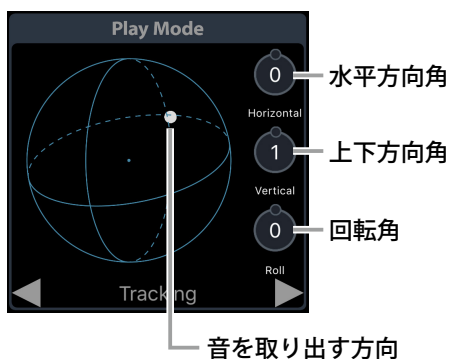 Play Mode
0
水平方向角
Horizontal
1
上下方向角
Vertical
0
回転角
Roll
Tracking
音を取り出す方向